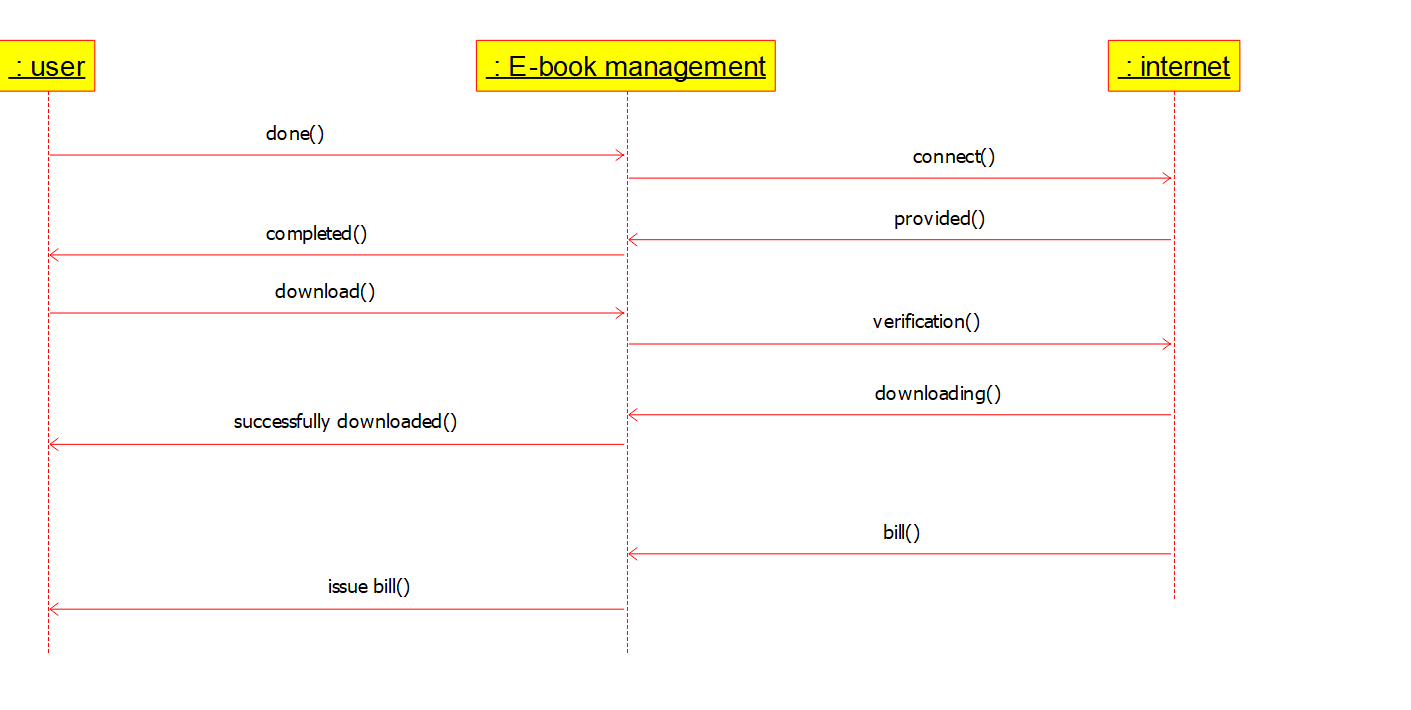 : user
: E-book management
: internet
done()
connect()
provided()
completed()
download()
verification()
downloading()
successfully downloaded()
bill()
issue bill()